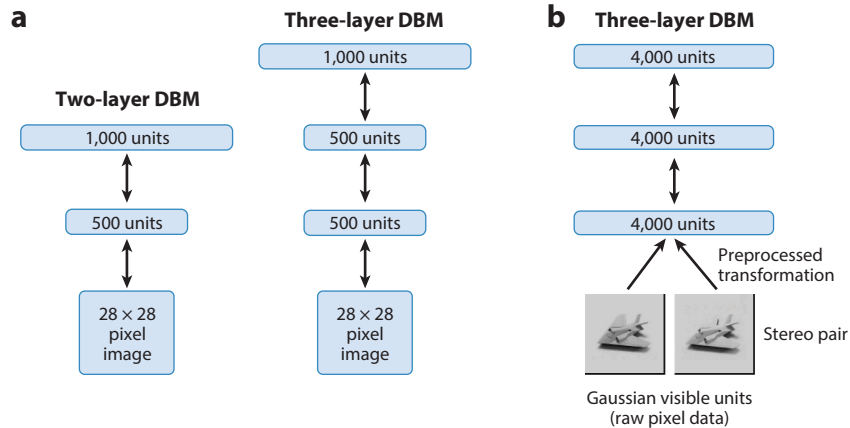 a
Two-layer DBM
1,000 units
500 units
28 × 28
pixel
image
Three-layer DBM
1,000 units
500 units
500 units
28 × 28
pixel
image
b
Three-layer DBM
4,000 units
4,000 units
4,000 units
Preprocessed
transformation
Stereo pair
Gaussian visible units
(raw pixel data)